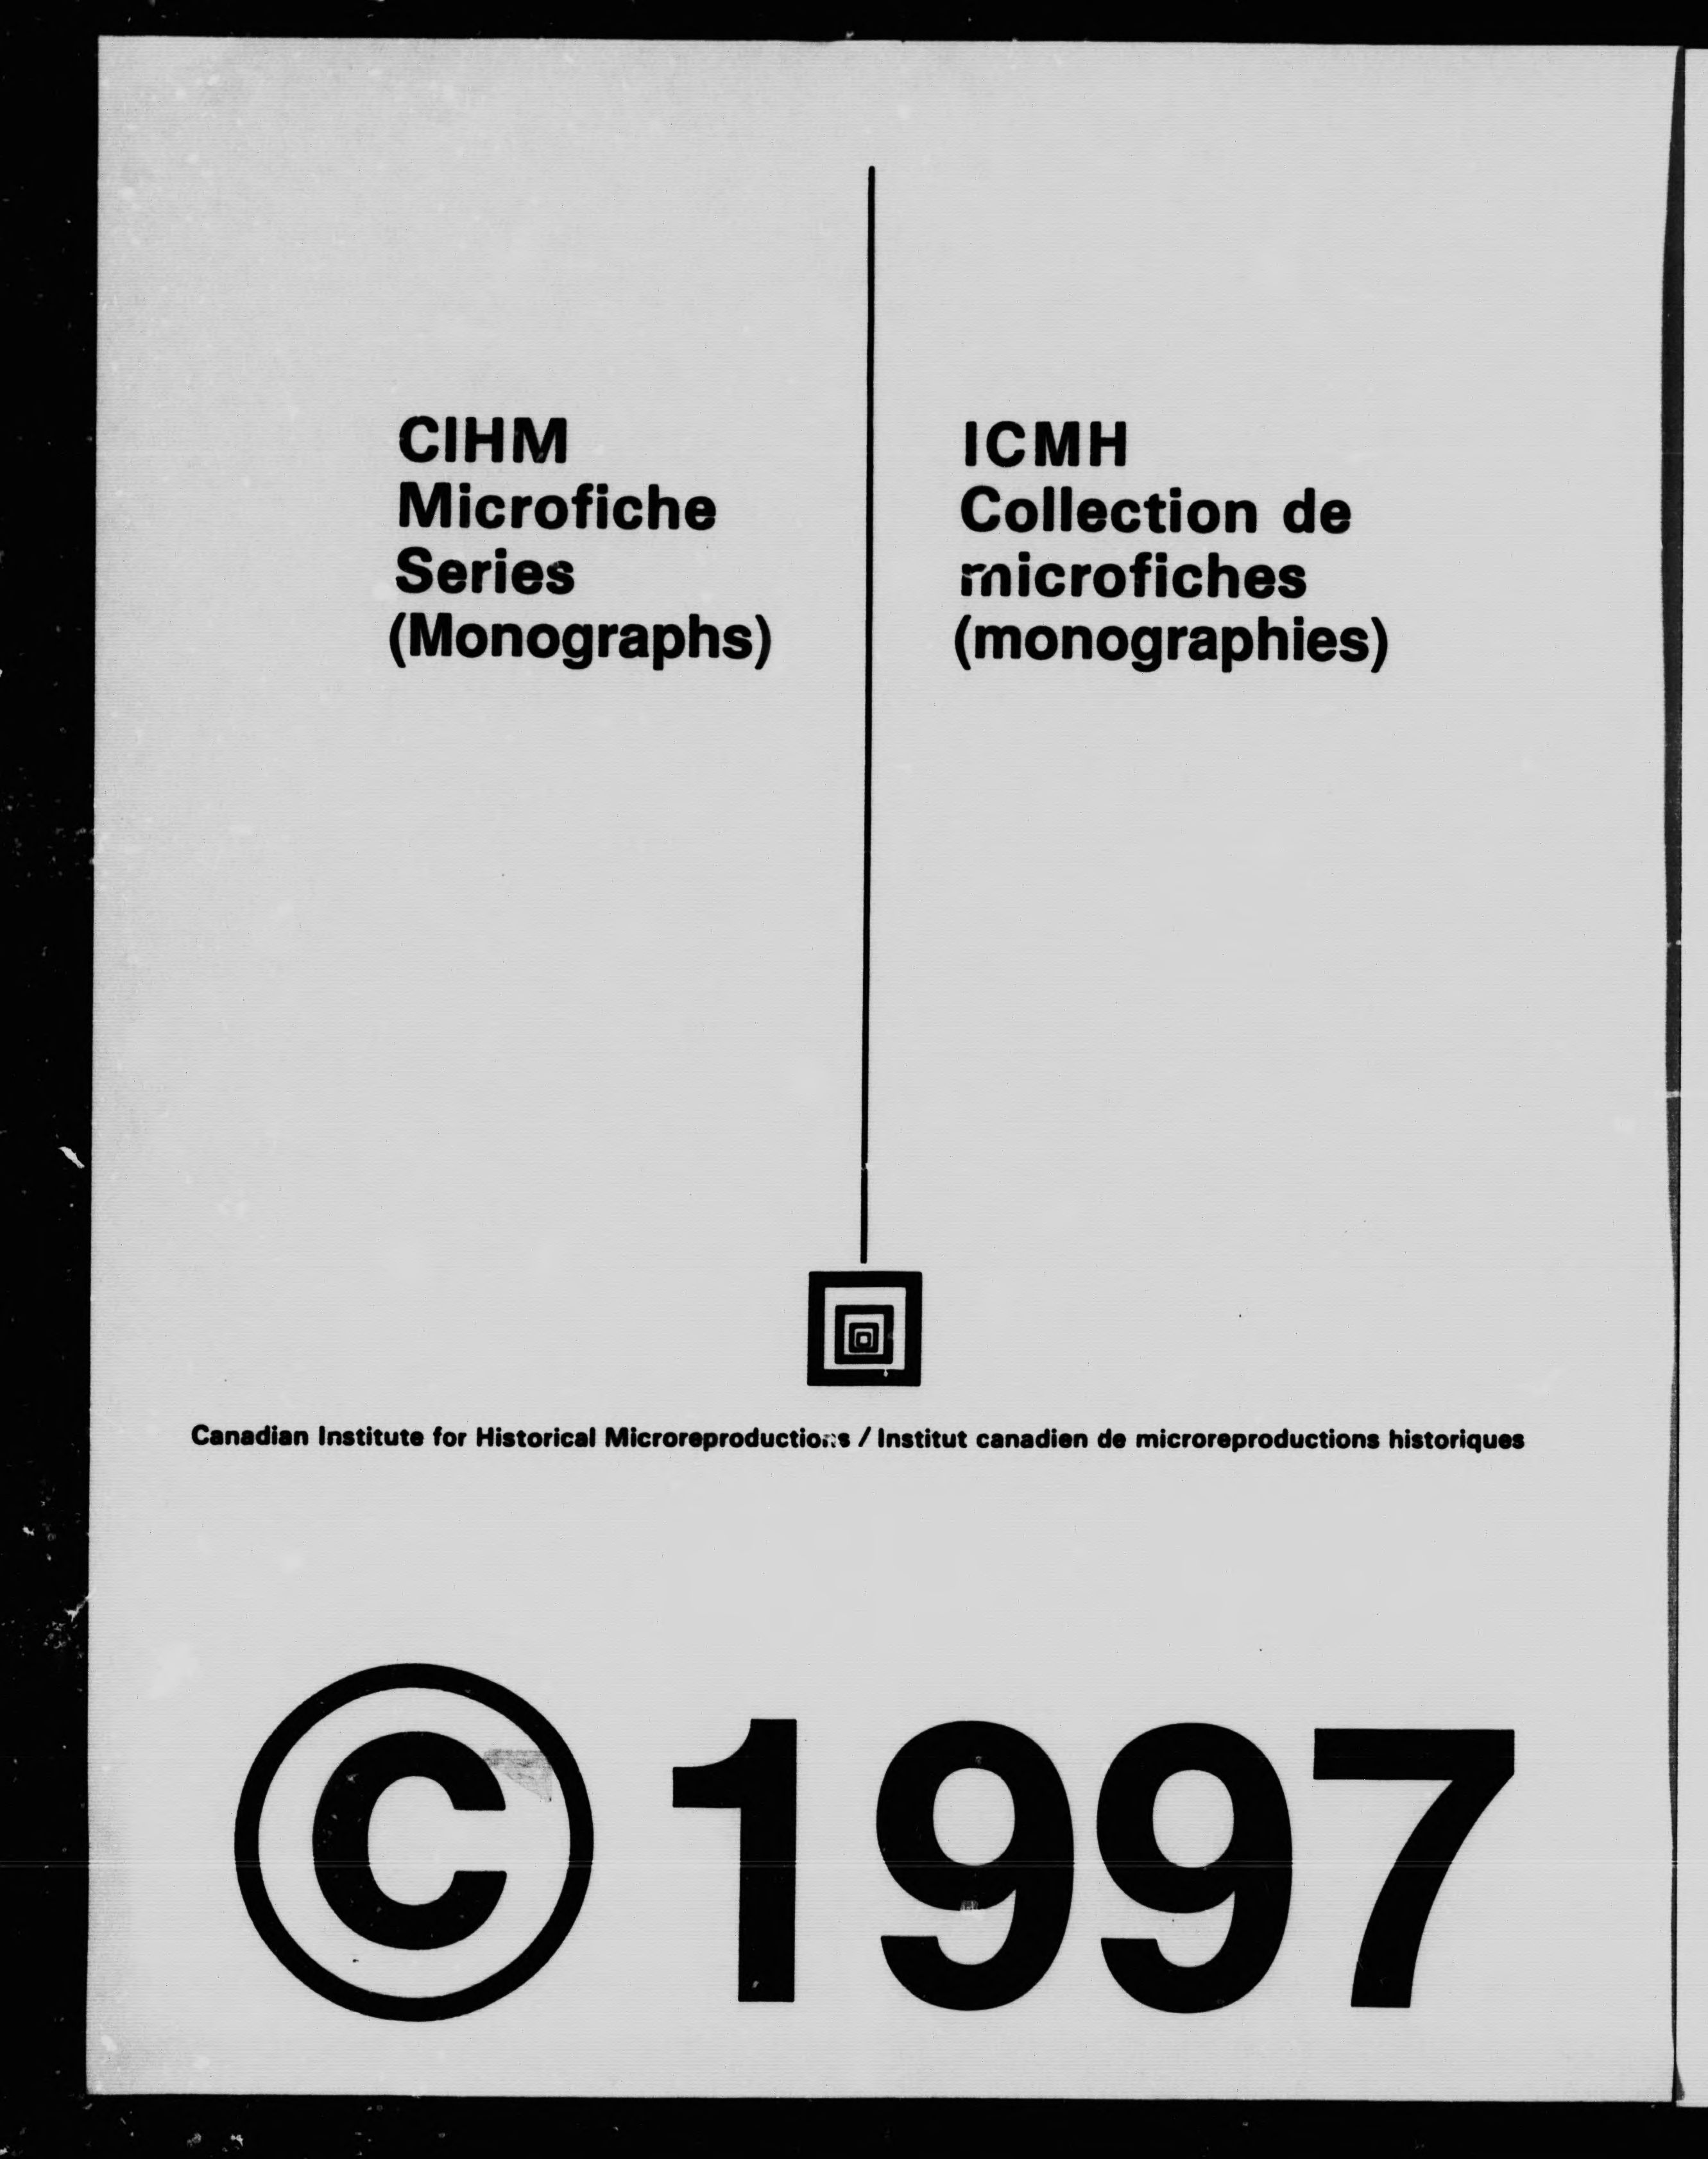 CIHM
Microfiche
Series
(Monographs)
ICMH
Collection de
microfiches
(monographies)
Canadian Institute for Historical Microreproductions / Institut canadien de microreproductions historiques
© 1997